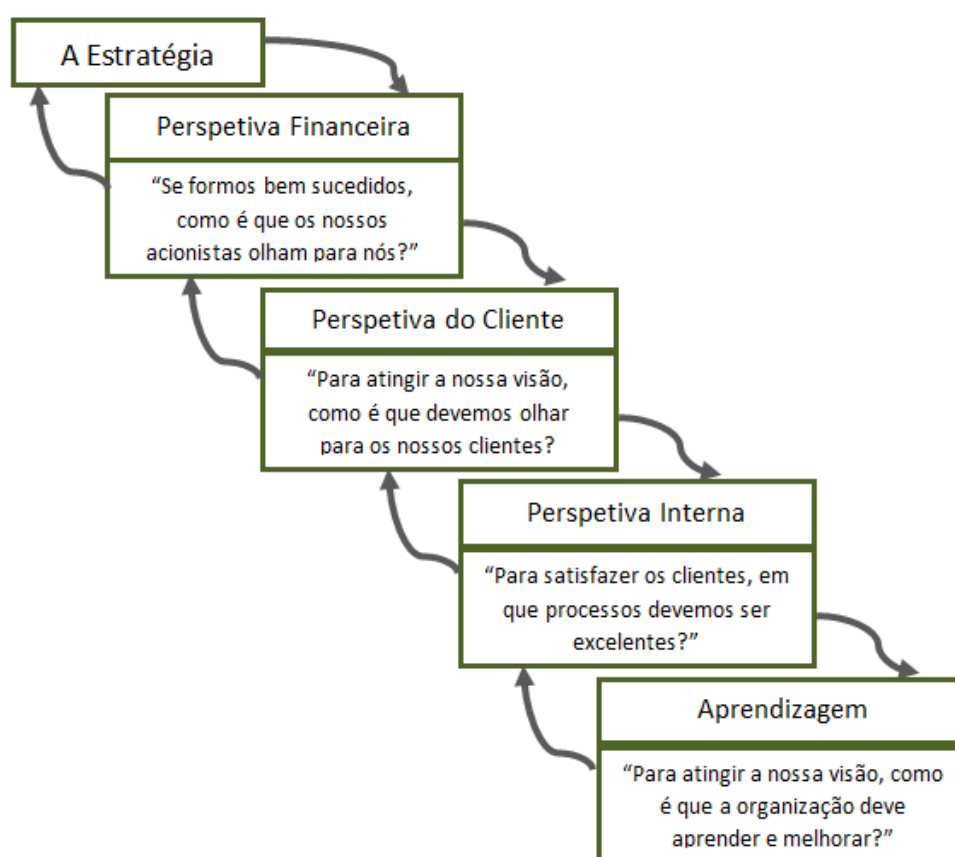 A Estratégia
Perspetiva Financeira
“Se formos bem sucedidos,
como é que os nossos
acionistas olham para nós?”
Perspetiva do Cliente
“Para atingir a nossa visão,
como é que devemos olhar
para os nossos clientes?
Perspetiva Interna
“Para satisfazer os clientes, em
que processos devemos ser
excelentes?”
Aprendizagem
“Para atingir a nossa visão, como
é que a organização deve
aprender e melhorar?”